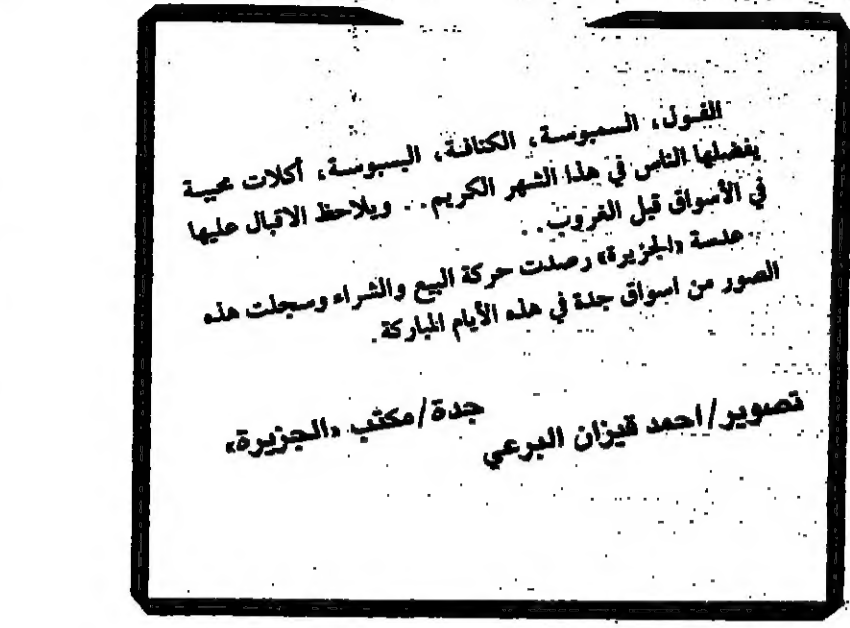 الفول، السمبوسة، الكنافة، البسبوسة، أكلات محببة
يفضلها الناس في هذا الشهر الكريم.. ويلاحظ الاقبال عليها
في الأسواق قبل الغروب..
عدسة «الجزيرة» رصدت حركة البيع والشراء وسجلت هذه
الصور من اسواق جدة في هذه الأيام المباركة.
جدة/مكتب «الجزيرة»
تصوير/احمد قيزان البرعي